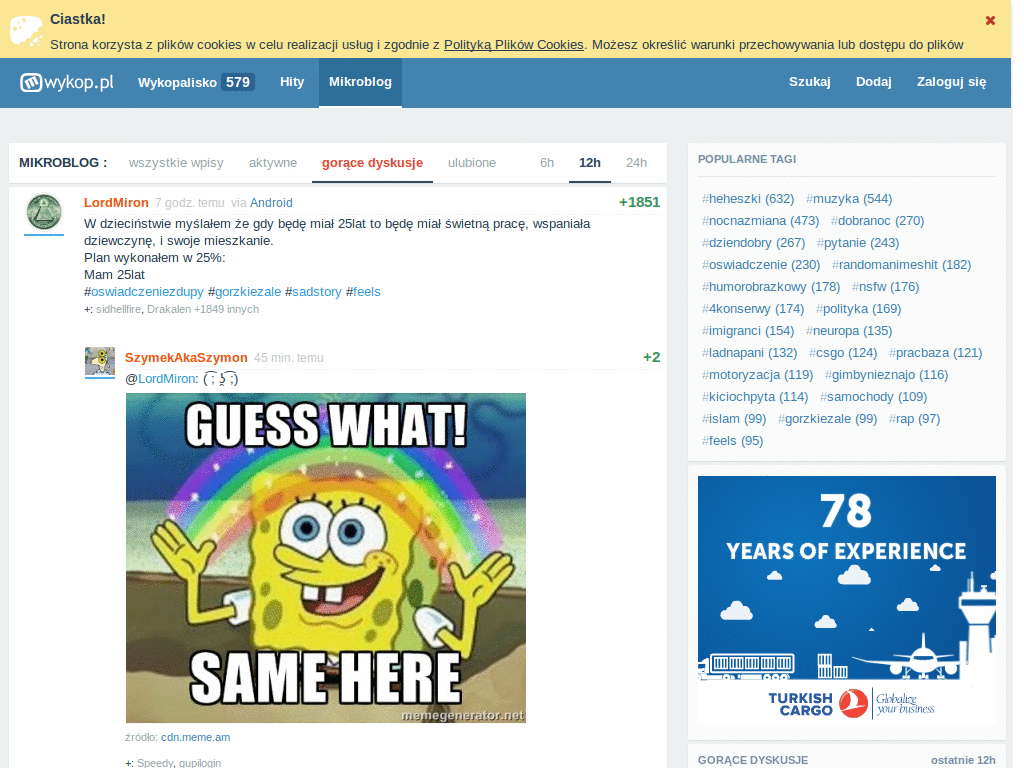 Ciastka!
Strona korzysta z plików cookies w celu realizacji usług i zgodnie z Polityką Plików Cookies. Możesz określić warunki przechowywania lub dostępu do plików
wykop.pl Wykopalisko 579 Hity Mikroblog Szukaj Dodaj Zaloguj się
MIKROBLOG : wszystkie wpisy aktywne gorące dyskusje ulubione 6h 12h 24h
LordMiron 7 godz. temu via Android +1851
W dzieciństwie myślałem że gdy będę miał 25lat to będę miał świetną pracę, wspaniała
dziewczynę, i swoje mieszkanie.
Plan wykonałem w 25%:
Mam 25lat
#oswiadczeniezdupy #gorzkiezale #sadstory #feels
+: sidhellfire, Drakalen +1849 innych
SzymekAkaSzymon 45 min. temu +2
@LordMiron: ( ͡; ͜ʖ ͡;)
GUESS WHAT!
SAME HERE
memegenerator.net
źródło: cdn.meme.am
+: Speedy, gupilogin
POPULARNE TAGI
#heheszki (632) #muzyka (544)
#nocnazmiana (473) #dobranoc (270)
#dziendobry (267) #pytanie (243)
#oswiadczenie (230) #randomanimeshit (182)
#humorobrazkowy (178) #nsfw (176)
#4konserwy (174) #polityka (169)
#imigranci (154) #neuropa (135)
#ladnapani (132) #csgo (124) #pracbaza (121)
#motoryzacja (119) #gimbynieznajo (116)
#kiciochpyta (114) #samochody (109)
#islam (99) #gorzkiezale (99) #rap (97)
#feels (95)
78
YEARS OF EXPERIENCE
TURKISH
CARGO
Globalize
your business
GORĄCE DYSKUSJE ostatnie 12h